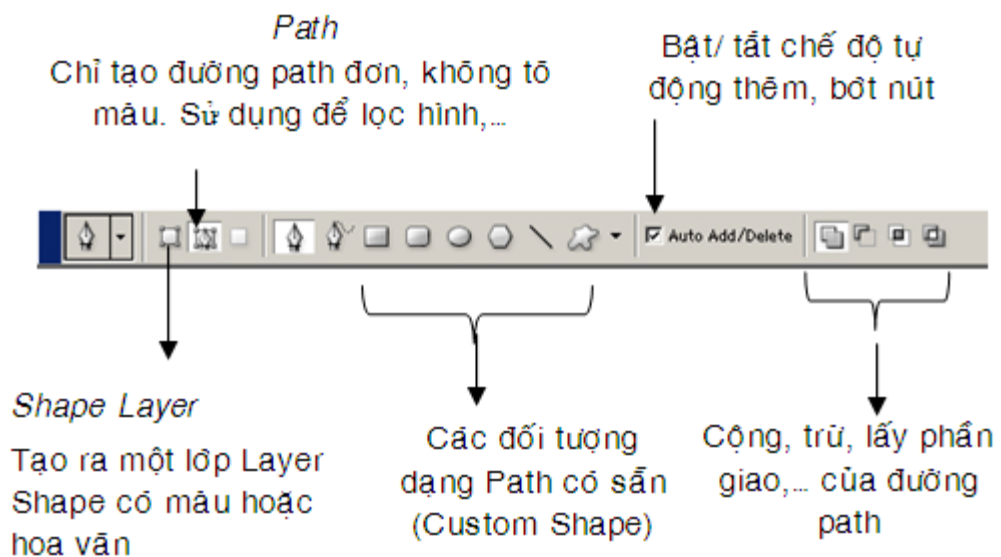 Path
Chỉ tạo đường path đơn, không tô
màu. Sử dụng để lọc hình,...
Bật/ tắt chế độ tự
động thêm, bớt nút
Auto Add/Delete
Shape Layer
Tạo ra một lớp Layer
Shape có màu hoặc
hoa văn
Các đối tượng
dạng Path có sẵn
(Custom Shape)
Cộng, trừ, lấy phần
giao,... của đường
path